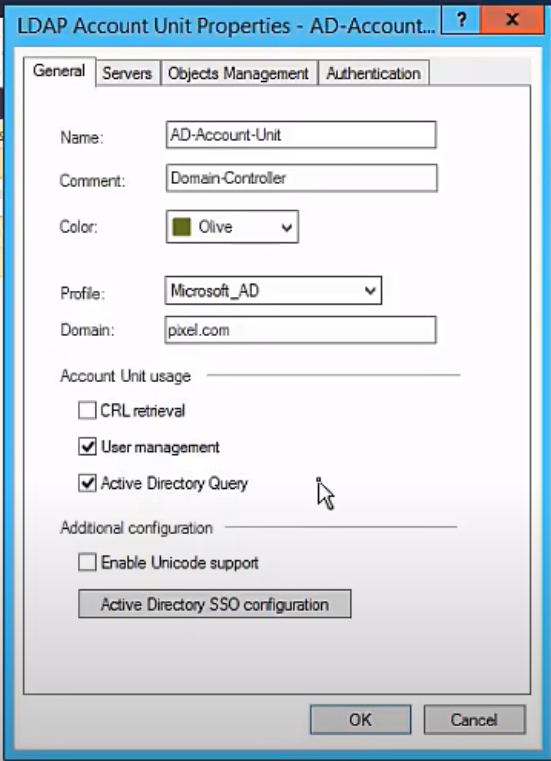 LDAP Account Unit Properties - AD-Account... ? x
General Servers Objects Management Authentication
Name: AD-Account-Unit
Comment: Domain-Controller
Color: Olive
Profile: Microsoft_AD
Domain: pixel.com
Account Unit usage
CRL retrieval
User management
Active Directory Query
Additional configuration
Enable Unicode support
Active Directory SSO configuration
OK Cancel